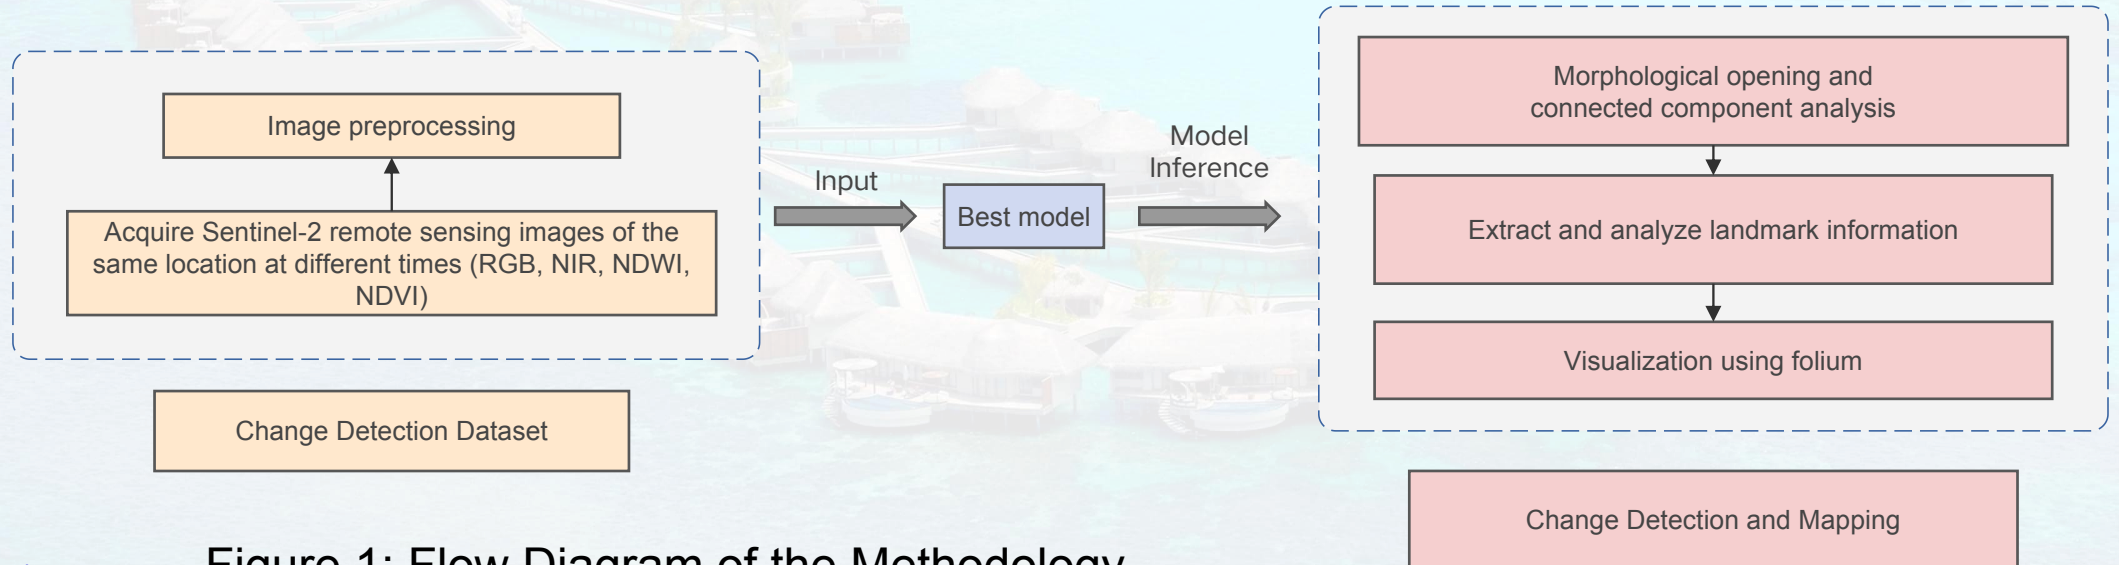 Image preprocessing
Acquire Sentinel-2 remote sensing images of the
same location at different times (RGB, NIR, NDWI,
NDVI)
Change Detection Dataset
Input
Best model
Model
Inference
Morphological opening and
connected component analysis
Extract and analyze landmark information
Visualization using folium
Change Detection and Mapping
Figure 1: Flow Diagram of the Methodology